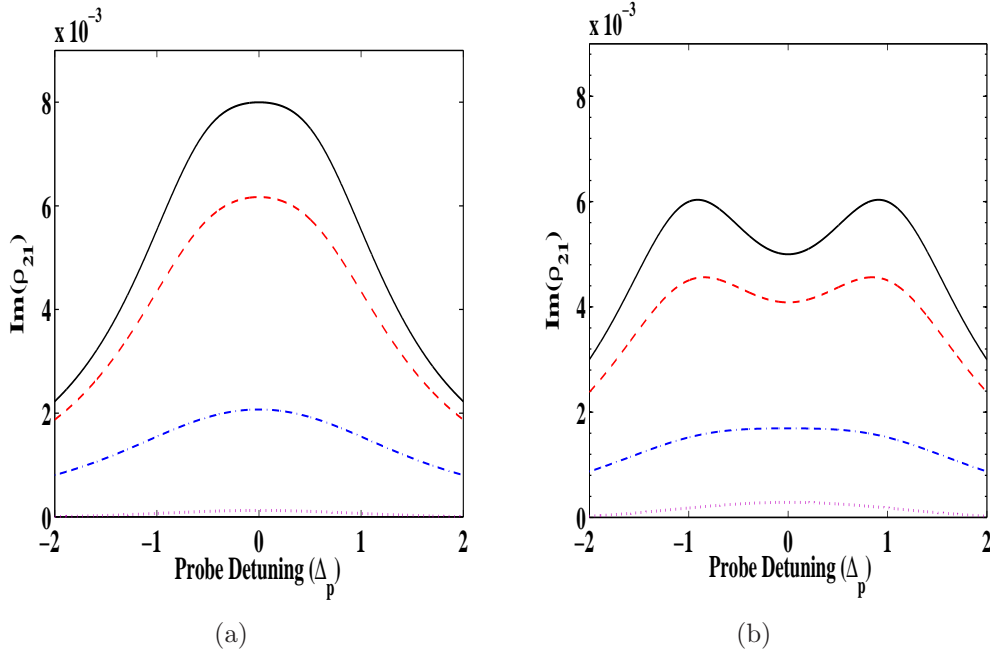 x 10⁻³
8
6
4
2
0
Im(ρ₂₁)
−2 −1 0 1 2
Probe Detuning (Δₚ)
(a)
x 10⁻³
8
6
4
2
0
Im(ρ₂₁)
−2 −1 0 1 2
Probe Detuning (Δₚ)
(b)